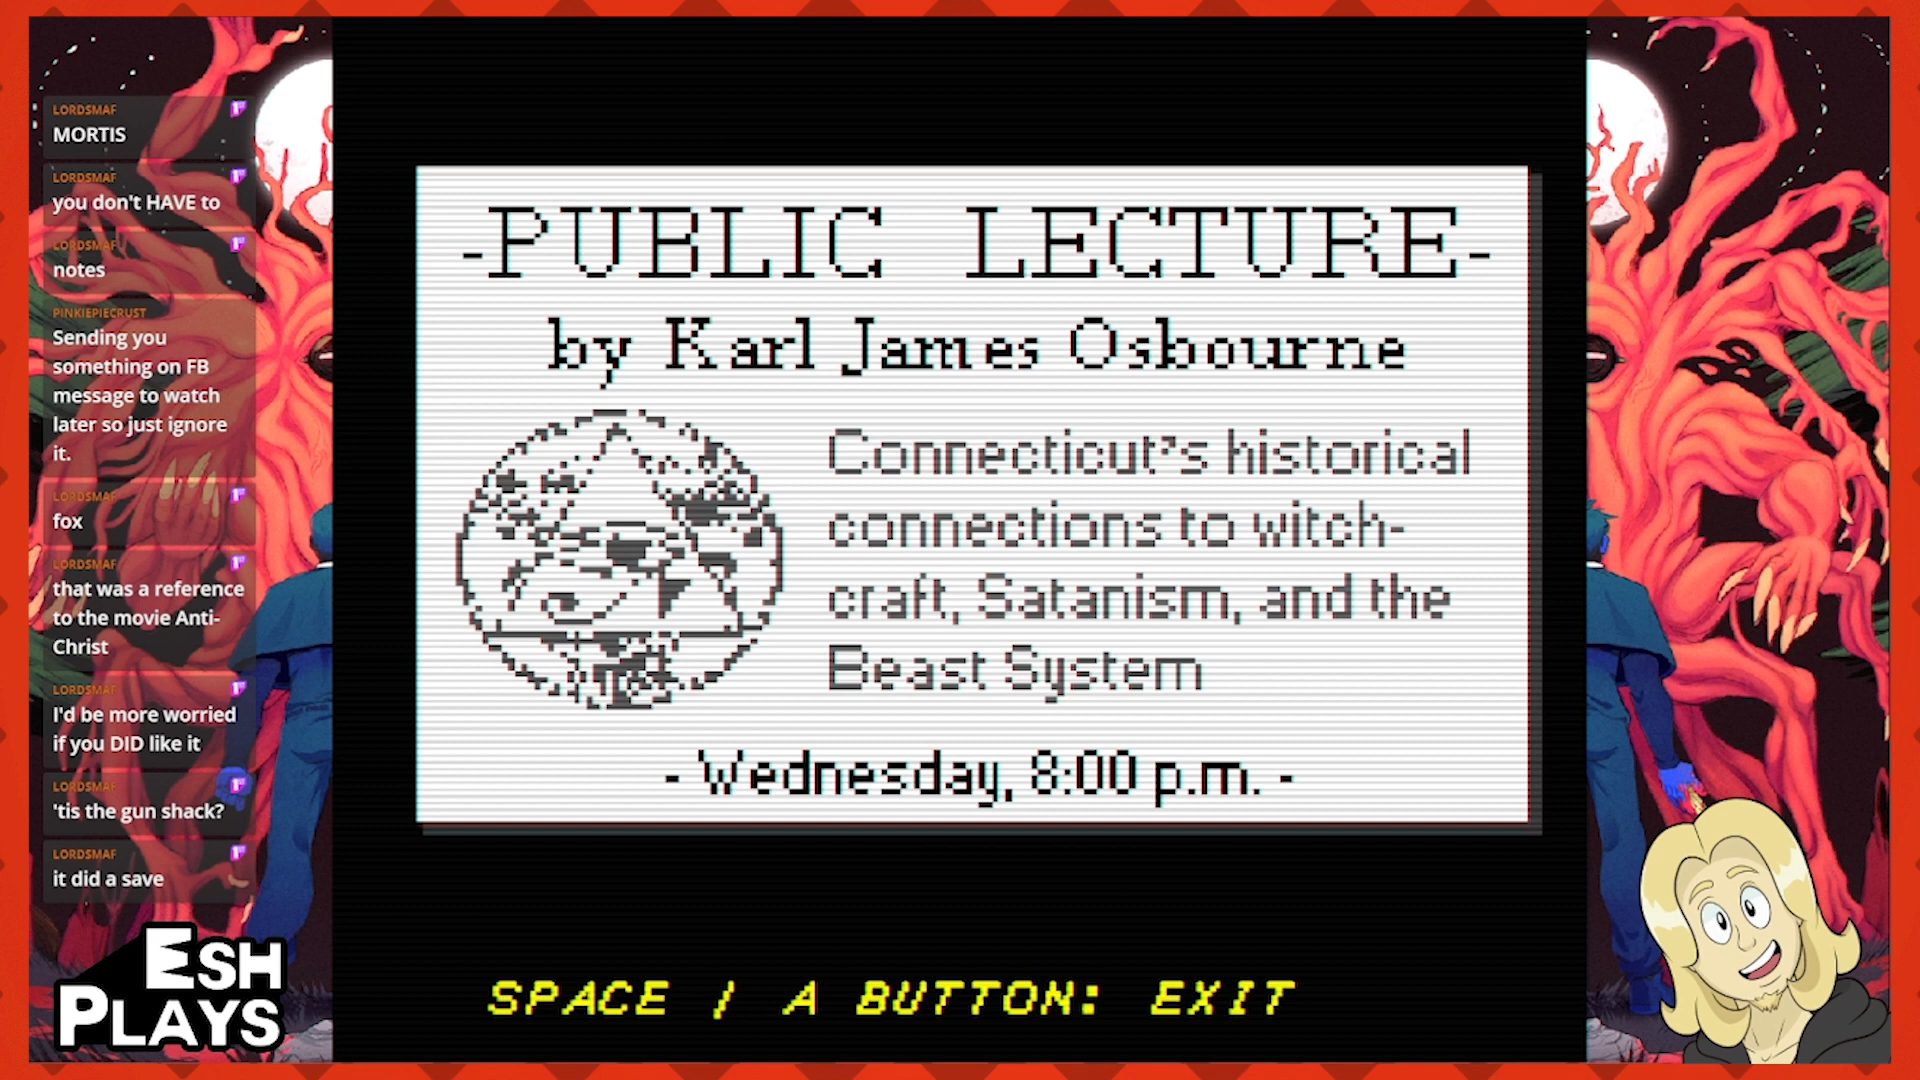 LORDSMAF
MORTIS
LORDSMAF
you don't HAVE to
LORDSMAF
notes
PINKIEPIECRUST
Sending you
something on FB
message to watch
later so just ignore
it.
LORDSMAF
fox
LORDSMAF
that was a reference
to the movie Anti-
Christ
LORDSMAF
I'd be more worried
if you DID like it
LORDSMAF
'tis the gun shack?
LORDSMAF
it did a save
ESH
PLAYS
-PUBLIC LECTURE-
by Karl James Osbourne
Connecticut's historical
connections to witch-
craft, Satanism, and the
Beast System
- Wednesday, 8:00 p.m. -
SPACE / A BUTTON: EXIT